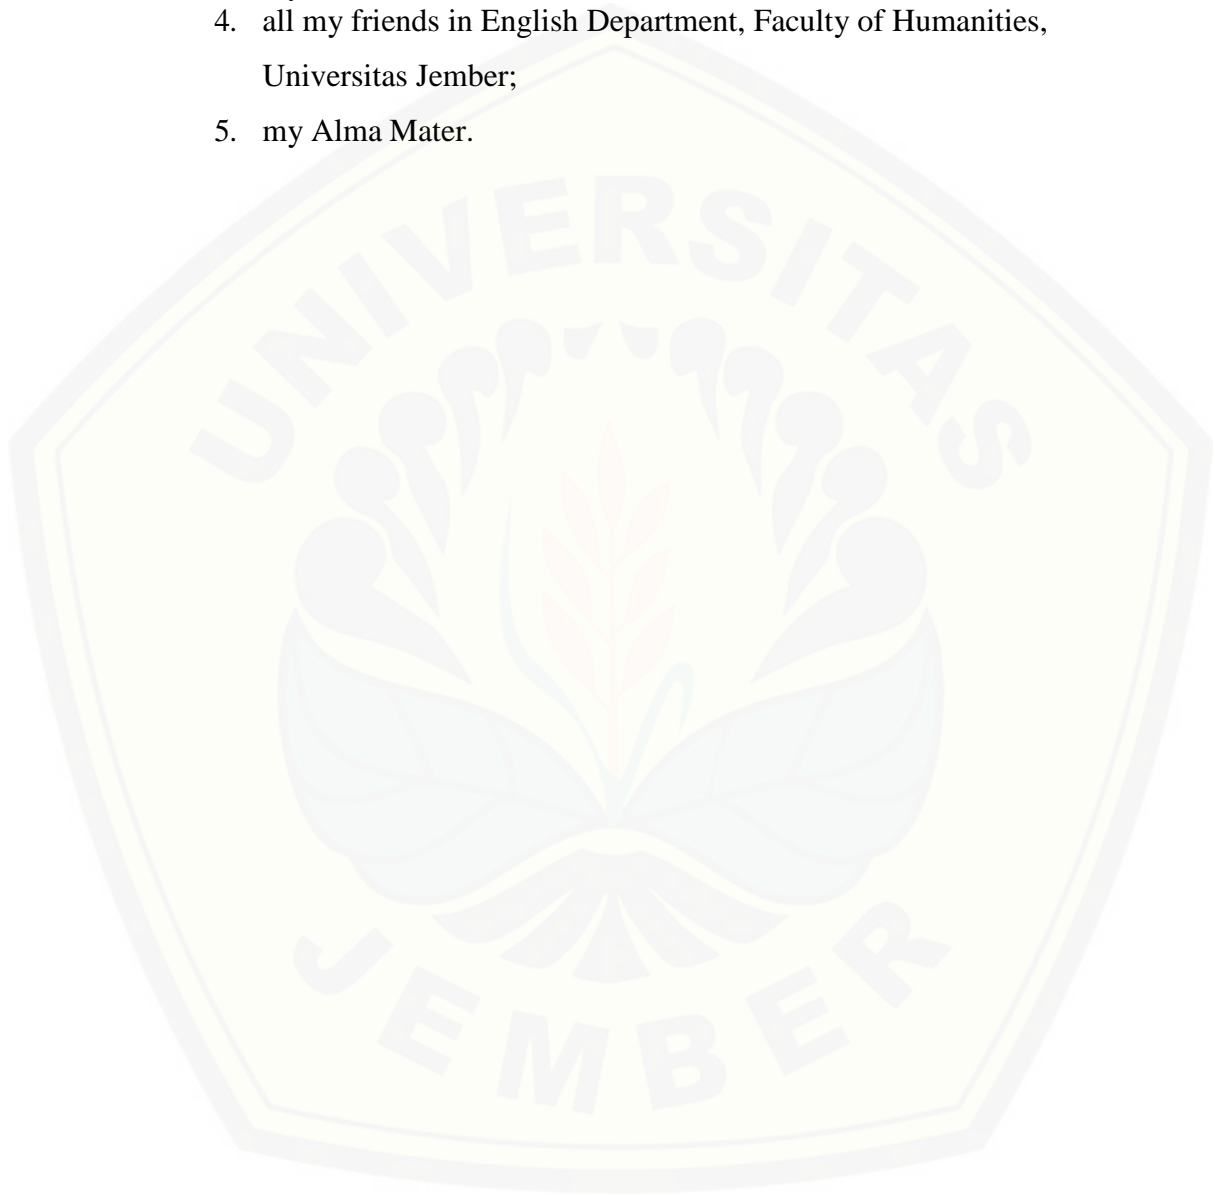 4. all my friends in English Department, Faculty of Humanities,
Universitas Jember;
5. my Alma Mater.
UNIVERSITAS
JEMBER